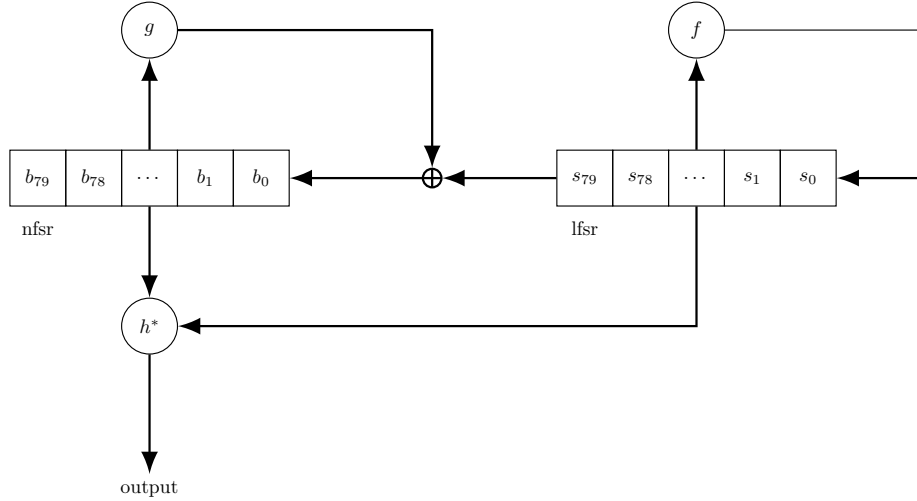 g f
b₇₉ b₇₈ ⋯ b₁ b₀ s₇₉ s₇₈ ⋯ s₁ s₀
nfsr lfsr
h*
output